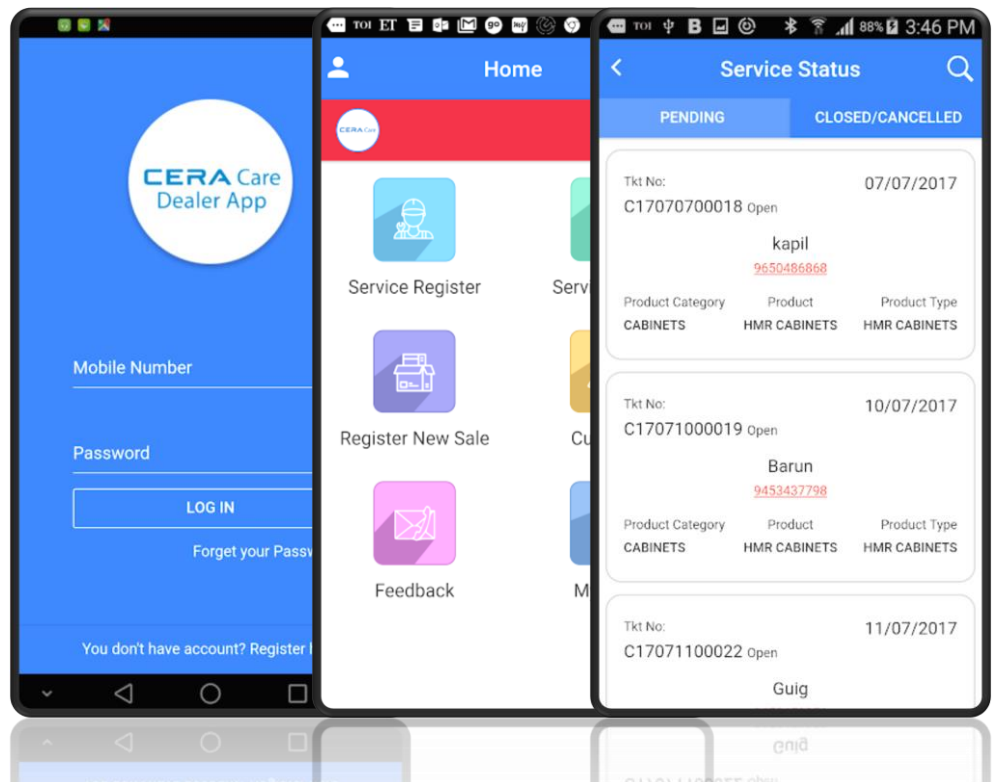 CERA Care
Dealer App
Mobile Number
Password
LOG IN
Forget your Passw
You don't have account? Register
TOI ET
Home
CERA Care
Service Register
Serv
Register New Sale
Cu
Feedback
M
TOI B 88% 3:46 PM
Service Status
PENDING CLOSED/CANCELLED
Tkt No: 07/07/2017
C17070700018 Open
kapil
9650486868
Product Category Product Product Type
CABINETS HMR CABINETS HMR CABINETS
Tkt No: 10/07/2017
C17071000019 Open
Barun
9453437798
Product Category Product Product Type
CABINETS HMR CABINETS HMR CABINETS
Tkt No: 11/07/2017
C17071100022 Open
Guig